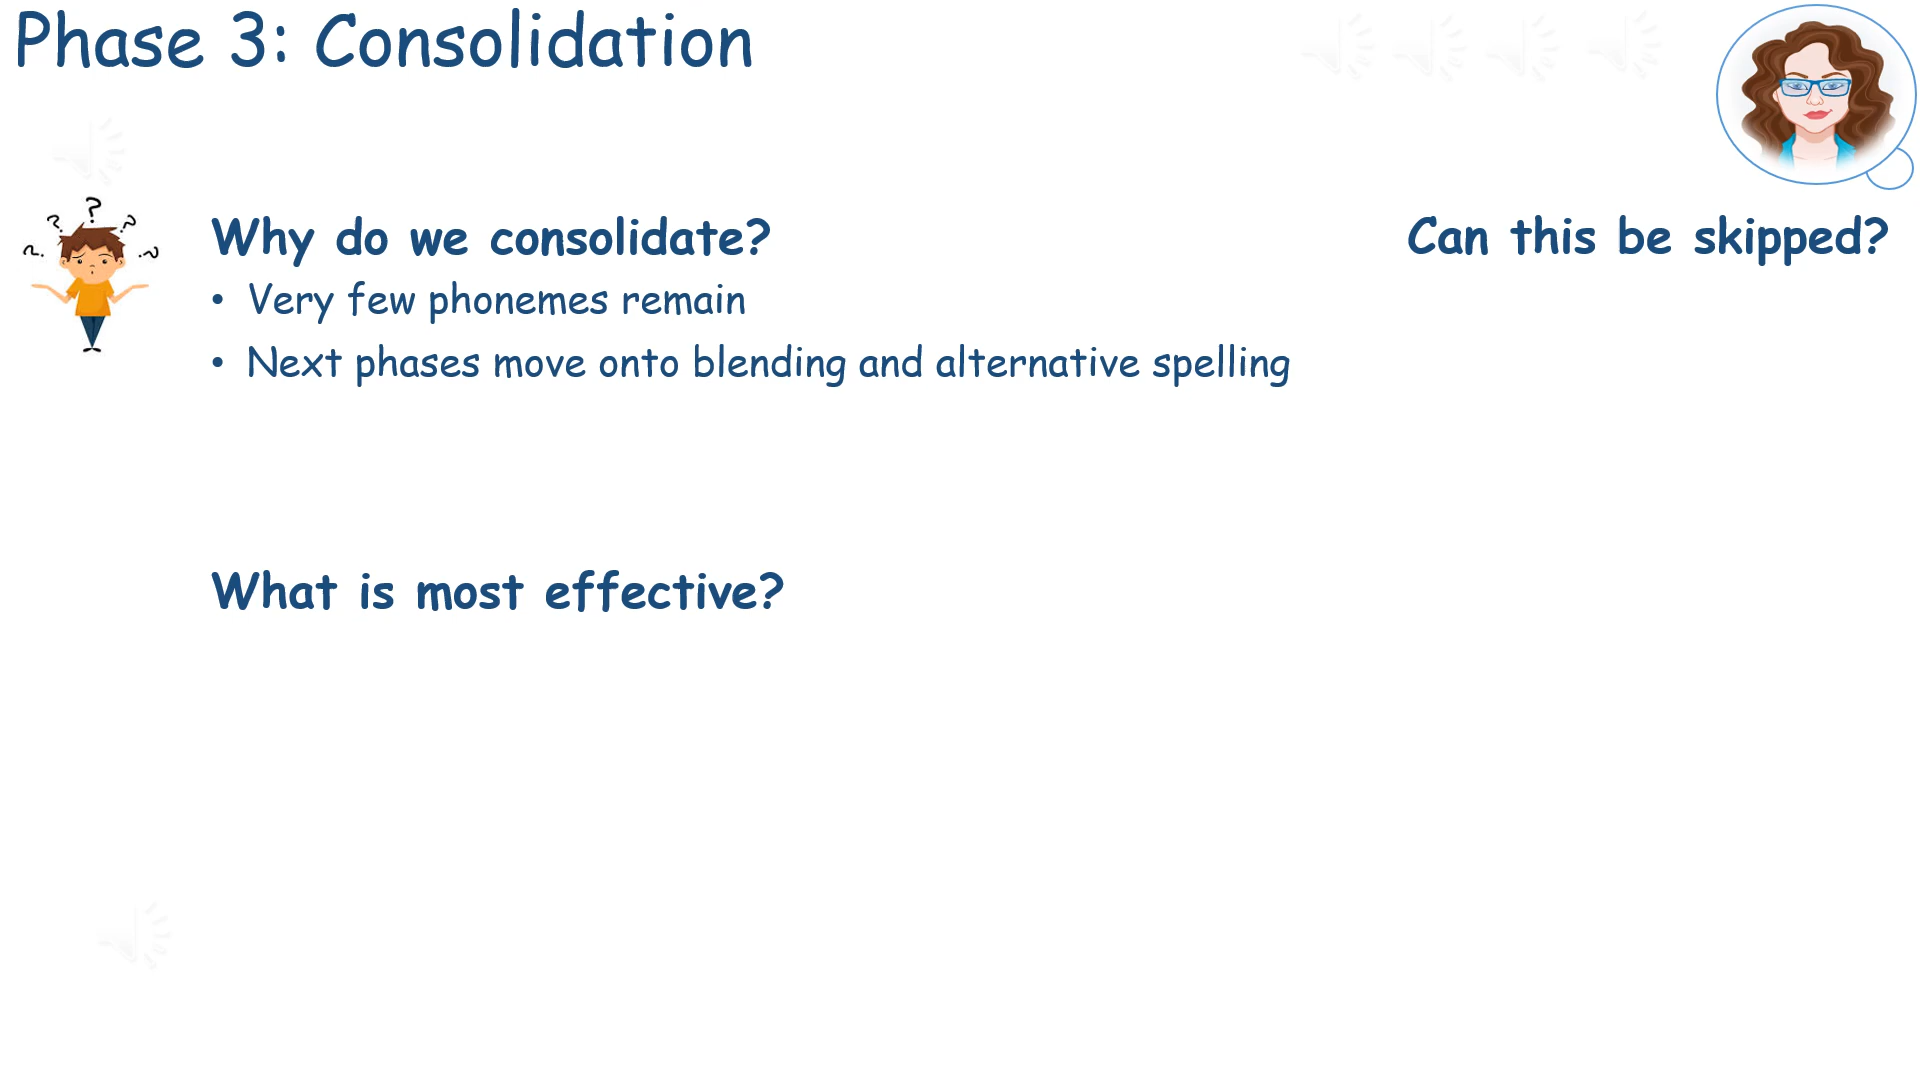 Phase 3: Consolidation
Why do we consolidate?
• Very few phonemes remain
• Next phases move onto blending and alternative spelling
Can this be skipped?
What is most effective?